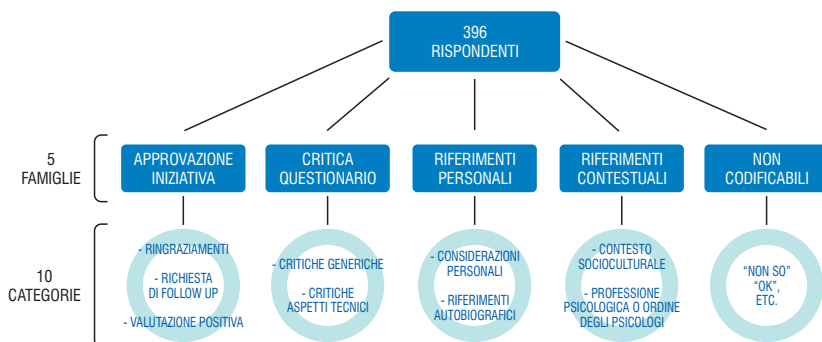 396
RISPONDENTI
5
FAMIGLIE
APPROVAZIONE
INIZIATIVA
CRITICA
QUESTIONARIO
RIFERIMENTI
PERSONALI
RIFERIMENTI
CONTESTUALI
NON
CODIFICABILI
10
CATEGORIE
- RINGRAZIAMENTI
- RICHIESTA
DI FOLLOW UP
- VALUTAZIONE POSITIVA
- CRITICHE GENERICHE
- CRITICHE
ASPETTI TECNICI
- CONSIDERAZIONI
PERSONALI
- RIFERIMENTI
AUTOBIOGRAFICI
- CONTESTO
SOCIOCULTURALE
- PROFESSIONE
PSICOLOGICA O ORDINE
DEGLI PSICOLOGI
"NON SO"
"OK",
ETC.